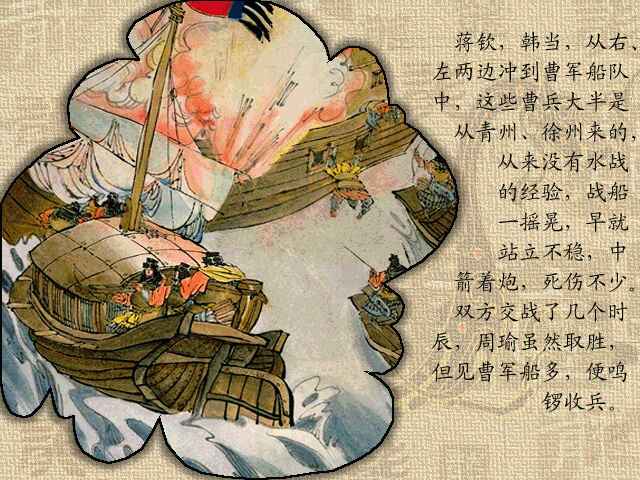 蒋钦，韩当，从右、
左两边冲到曹军船队
中，这些曹兵大半是
从青州、徐州来的，
从来没有水战
的经验，战船
一摇晃，早就
站立不稳，中
箭着炮，死伤不少。
双方交战了几个时
辰，周瑜虽然取胜，
但见曹军船多，便鸣
锣收兵。